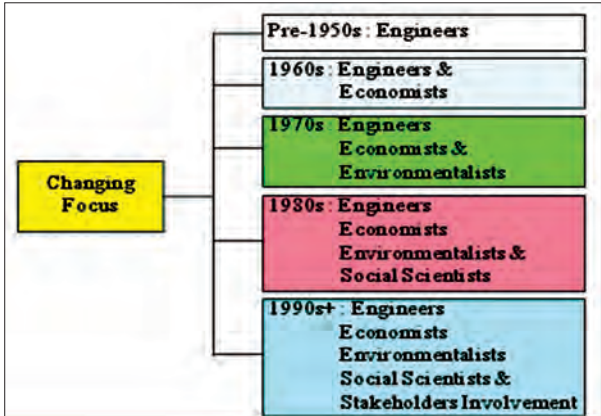 Changing
Focus
Pre-1950s : Engineers
1960s : Engineers &
Economists
1970s : Engineers
Economists &
Environmentalists
1980s : Engineers
Economists
Environmentalists &
Social Scientists
1990s+ : Engineers
Economists
Environmentalists
Social Scientists &
Stakeholders Involvement